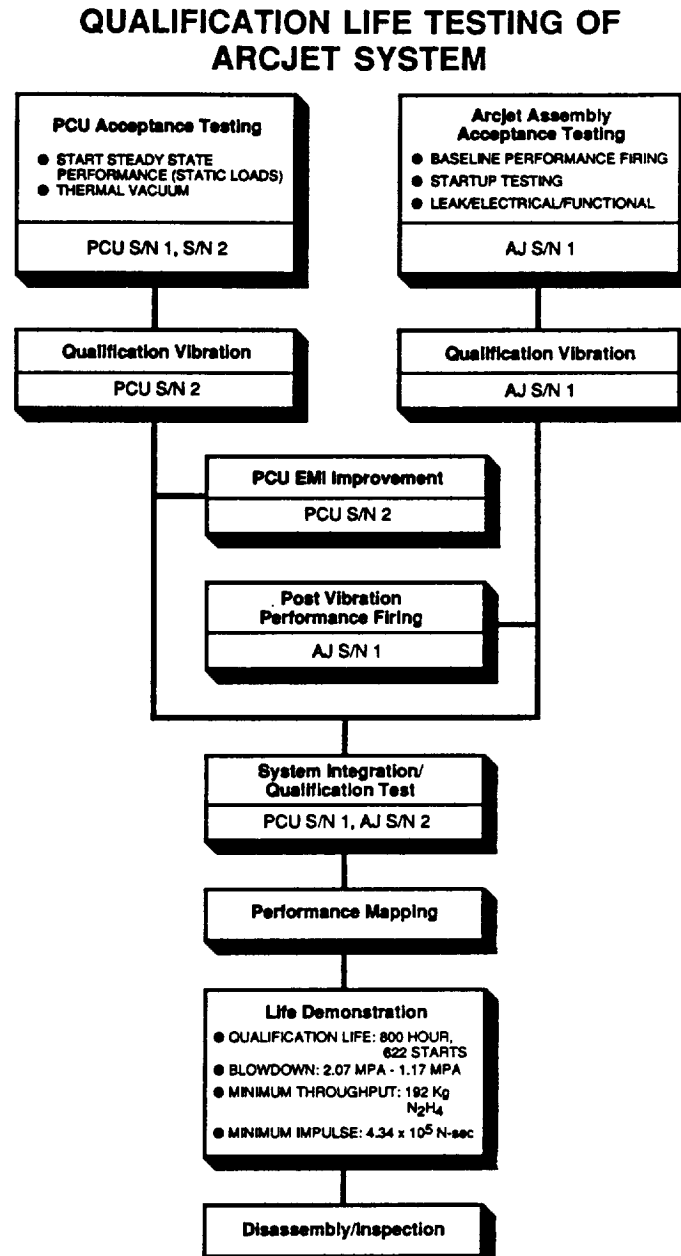 QUALIFICATION LIFE TESTING OF
ARCJET SYSTEM
PCU Acceptance Testing
● START STEADY STATE
PERFORMANCE (STATIC LOADS)
● THERMAL VACUUM
PCU S/N 1, S/N 2
Arcjet Assembly
Acceptance Testing
● BASELINE PERFORMANCE FIRING
● STARTUP TESTING
● LEAK/ELECTRICAL/FUNCTIONAL
AJ S/N 1
Qualification Vibration
PCU S/N 2
Qualification Vibration
AJ S/N 1
PCU EMI Improvement
PCU S/N 2
Post Vibration
Performance Firing
AJ S/N 1
System Integration/
Qualification Test
PCU S/N 1, AJ S/N 2
Performance Mapping
Life Demonstration
● QUALIFICATION LIFE: 800 HOUR,
622 STARTS
● BLOWDOWN: 2.07 MPA - 1.17 MPA
● MINIMUM THROUGHPUT: 192 Kg
N₂H₄
● MINIMUM IMPULSE: 4.34 x 10⁵ N-sec
Disassembly/Inspection